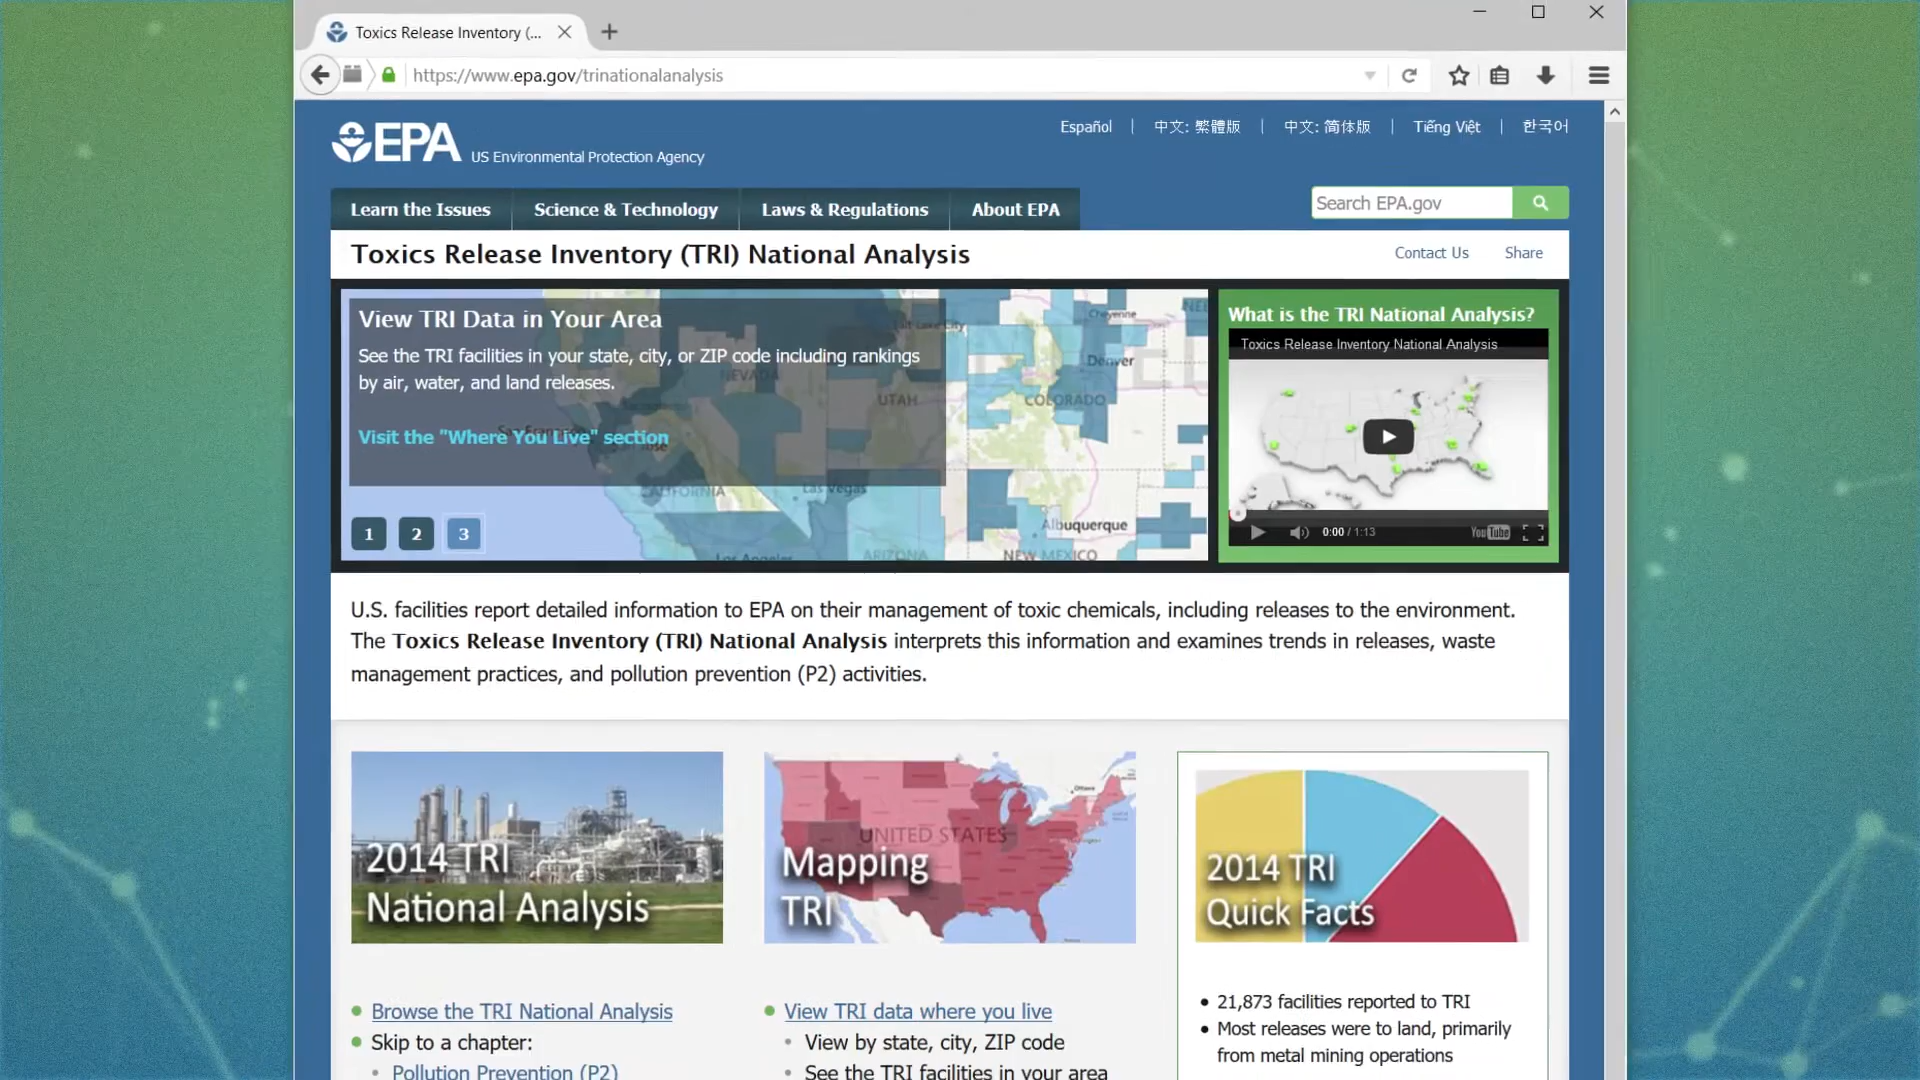 Toxics Release Inventory (...
https://www.epa.gov/trinationalanalysis
EPA US Environmental Protection Agency
Español | 中文: 繁體版 | 中文: 简体版 | Tiếng Việt | 한국어
Learn the Issues
Science & Technology
Laws & Regulations
About EPA
Search EPA.gov
Toxics Release Inventory (TRI) National Analysis
Contact Us
Share
View TRI Data in Your Area
See the TRI facilities in your state, city, or ZIP code including rankings
by air, water, and land releases.
Visit the "Where You Live" section
1 2 3
Salt Lake City
Cheyenne
NEVADA
UTAH
Denver
COLORADO
CALIFORNIA
Las Vegas
Albuquerque
Los Angeles
ARIZONA
NEW MEXICO
What is the TRI National Analysis?
Toxics Release Inventory National Analysis
0:00 / 1:13
YouTube
U.S. facilities report detailed information to EPA on their management of toxic chemicals, including releases to the environment.
The Toxics Release Inventory (TRI) National Analysis interprets this information and examines trends in releases, waste
management practices, and pollution prevention (P2) activities.
2014 TRI
National Analysis
UNITED STATES
Mapping
TRI
2014 TRI
Quick Facts
Browse the TRI National Analysis
Skip to a chapter:
Pollution Prevention (P2)
View TRI data where you live
View by state, city, ZIP code
See the TRI facilities in your area
21,873 facilities reported to TRI
Most releases were to land, primarily
from metal mining operations